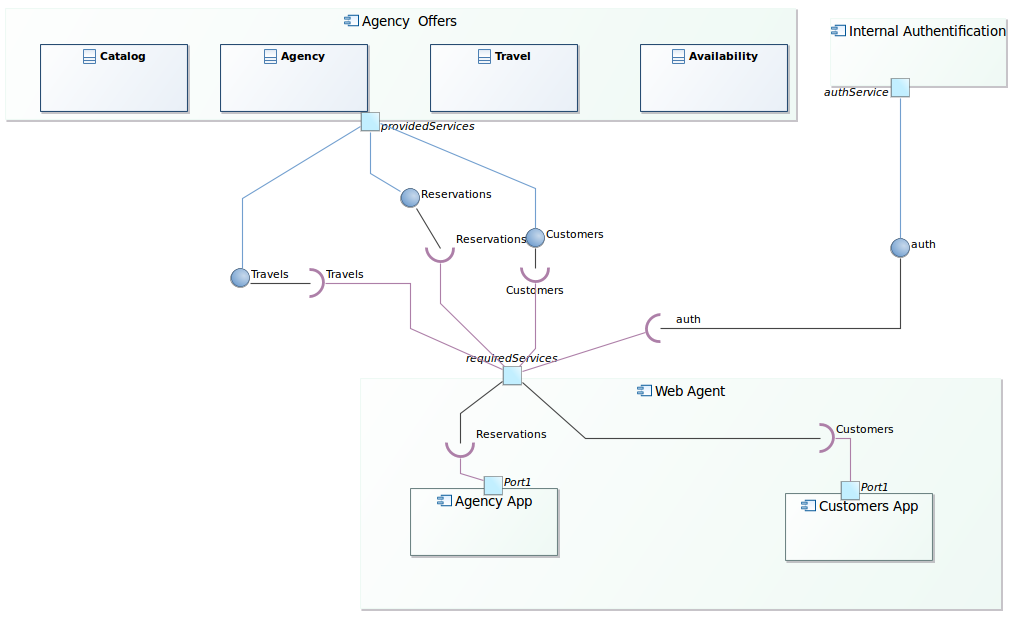 Agency  Offers
Internal Authentification
Catalog
Agency
Travel
Availability
authService
providedServices
Reservations
Reservations
Customers
auth
Travels
Travels
Customers
auth
requiredServices
Web Agent
Reservations
Customers
Port1
Port1
Agency App
Customers App